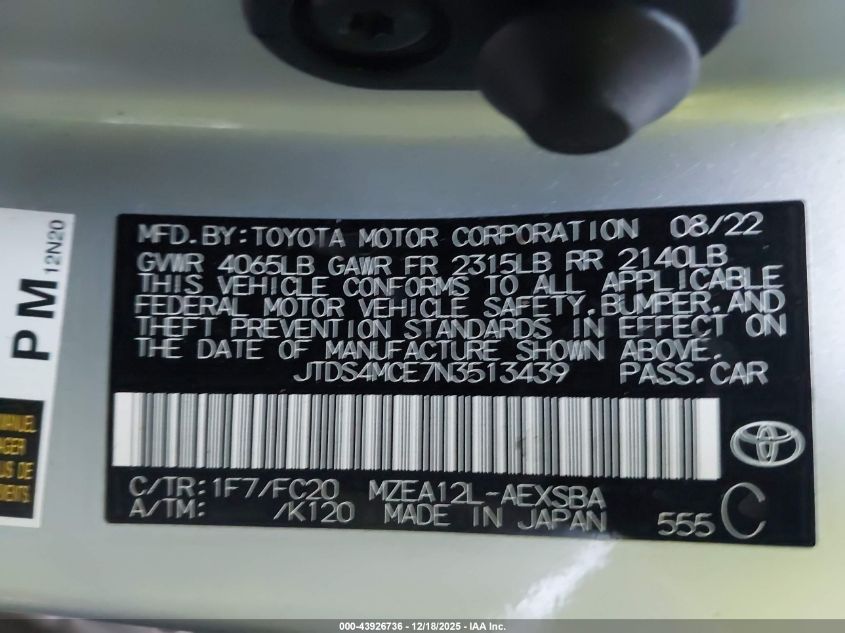 MFD.BY:TOYOTA MOTOR CORPORATION 08/22
GVWR 4065LB GAWR FR 2315LB RR 2140LB
THIS VEHICLE CONFORMS TO ALL APPLICABLE
FEDERAL MOTOR VEHICLE SAFETY,BUMPER,AND
THEFT PREVENTION STANDARDS IN EFFECT ON
THE DATE OF MANUFACTURE SHOWN ABOVE.
JTDS4MCE7N3513439 PASS.CAR
C/TR:1F7/FC20 MZEA12L-AEXSBA
A/TM: /K120 MADE IN JAPAN 555 C
PM 12N20
MANUEL
US DE
000-43926736 - 12/18/2025 - IAA Inc.